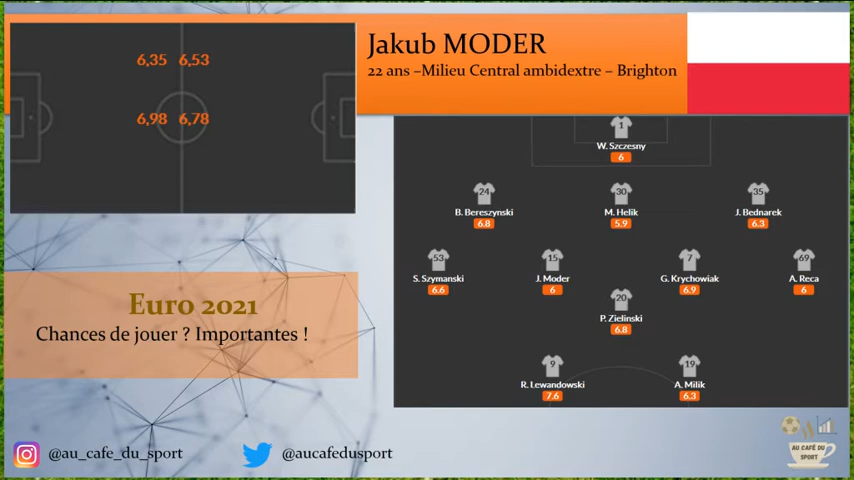 Jakub MODER
22 ans –Milieu Central ambidextre – Brighton
6,35 6,53
6,98 6,78
1
W. Szczesny
6
24 30 35
B. Bereszynski M. Helik J. Bednarek
6.8 5.9 6.3
53 15 7 69
S. Szymanski J. Moder G. Krychowiak A. Reca
6.6 6 6.9 6
20
P. Zielinski
6.8
9 19
R. Lewandowski A. Milik
7.6 6.3
Euro 2021
Chances de jouer ? Importantes !
@au_cafe_du_sport @aucafedusport
AU CAFÉ DU
SPORT